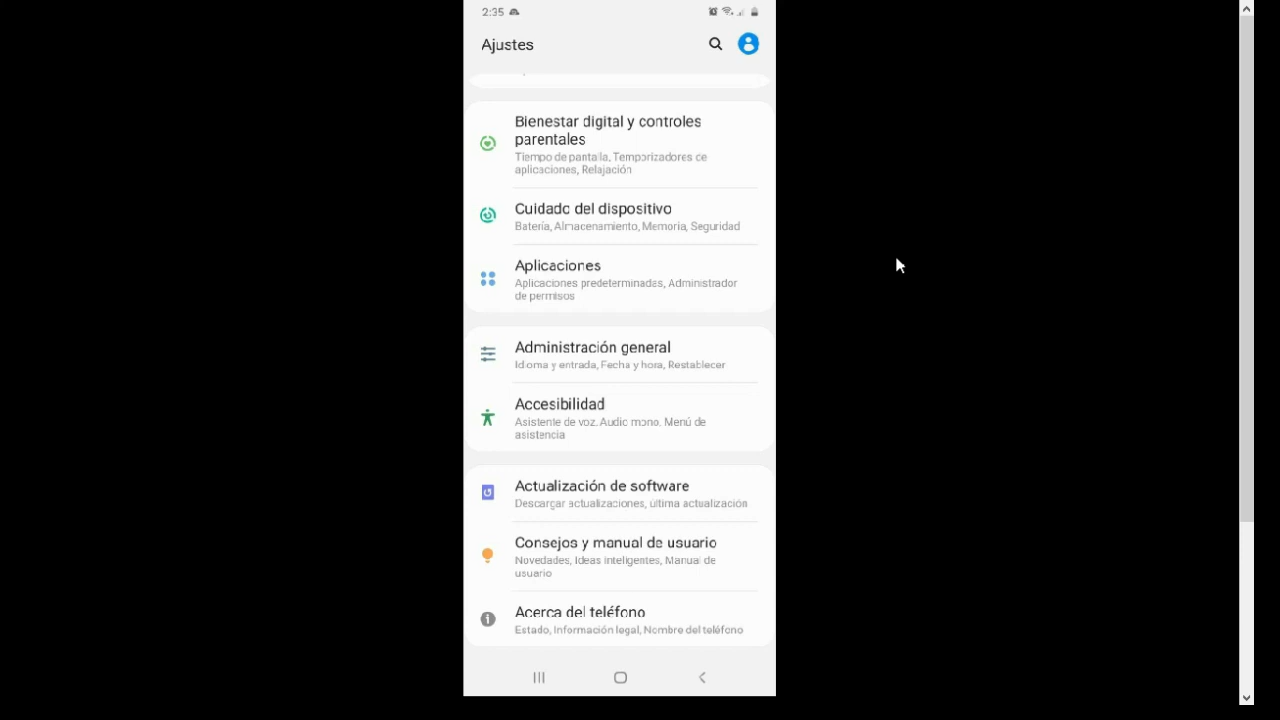 2:35
Ajustes
Bienestar digital y controles
parentales
Tiempo de pantalla, Temporizadores de
aplicaciones, Relajación
Cuidado del dispositivo
Batería, Almacenamiento, Memoria, Seguridad
Aplicaciones
Aplicaciones predeterminadas, Administrador
de permisos
Administración general
Idioma y entrada, Fecha y hora, Restablecer
Accesibilidad
Asistente de voz, Audio mono, Menú de
asistencia
Actualización de software
Descargar actualizaciones, última actualización
Consejos y manual de usuario
Novedades, Ideas inteligentes, Manual de
usuario
Acerca del teléfono
Estado, Información legal, Nombre del teléfono